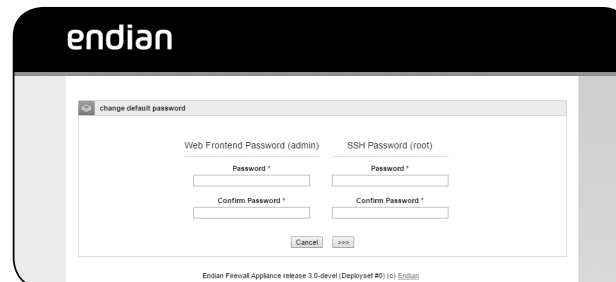 endian
change default password
Web Frontend Password (admin) SSH Password (root)
Password * Password *
Confirm Password * Confirm Password *
Cancel >>>
Endian Firewall Appliance release 3.0-devel (Deployset #0) (c) Endian